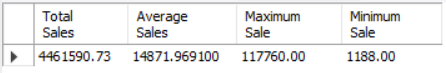 Total Average Maximum Minimum
Sales Sales Sale Sale
4461590.73 14871.969100 117760.00 1188.00